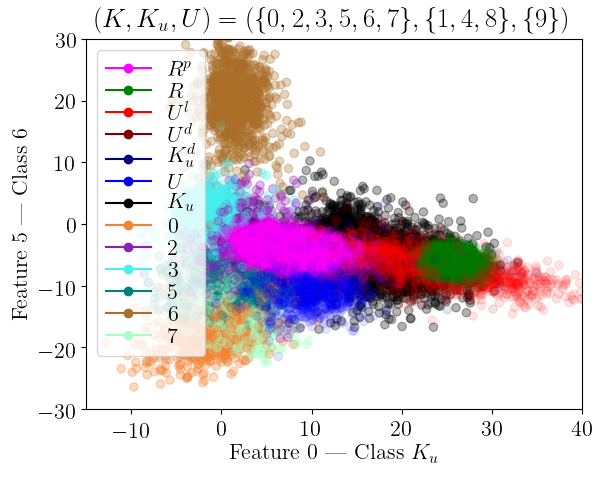 (K, K_u, U) = ({0, 2, 3, 5, 6, 7}, {1, 4, 8}, {9})
30
20
10
0
−10
−20
−30
Feature 5 — Class 6
R^p
R
U^l
U^d
K_u^d
U
K_u
0
2
3
5
6
7
−10 0 10 20 30 40
Feature 0 — Class K_u